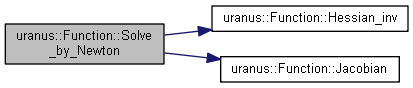 uranus::Function::Solve
_by_Newton
uranus::Function::Hessian_inv
uranus::Function::Jacobian